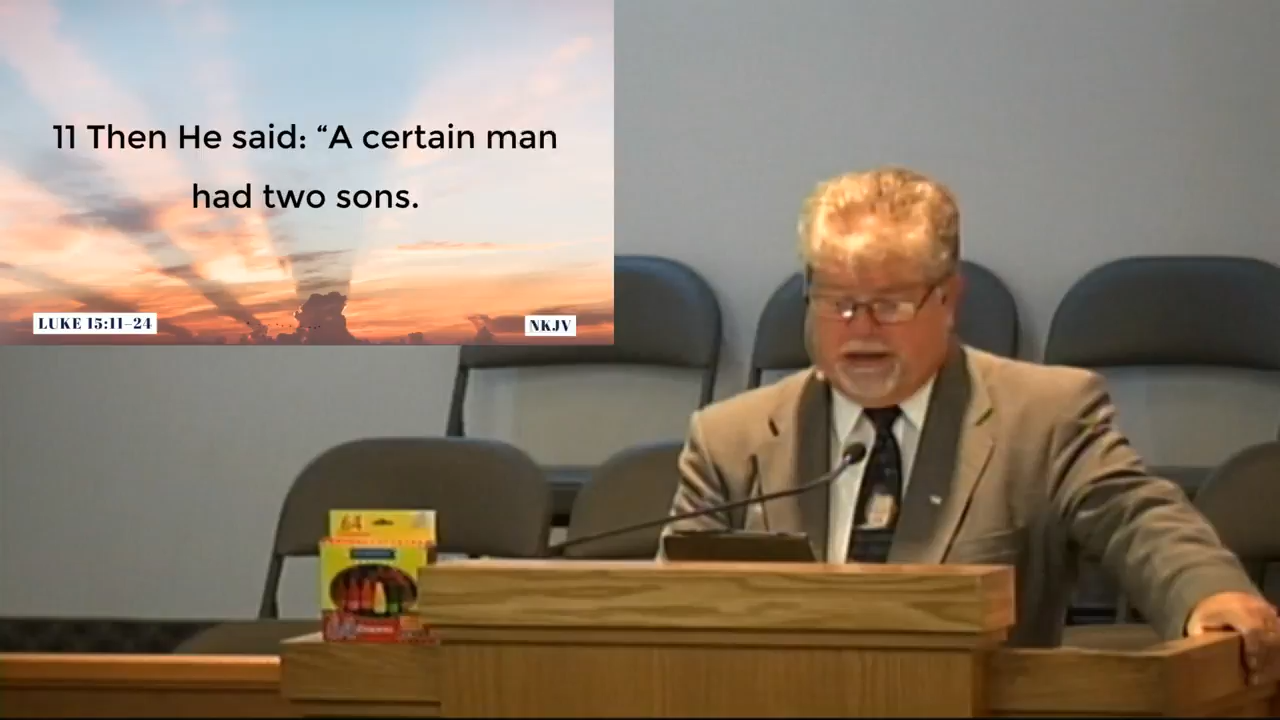 11 Then He said: “A certain man
had two sons.
LUKE 15:11–24
NKJV
64